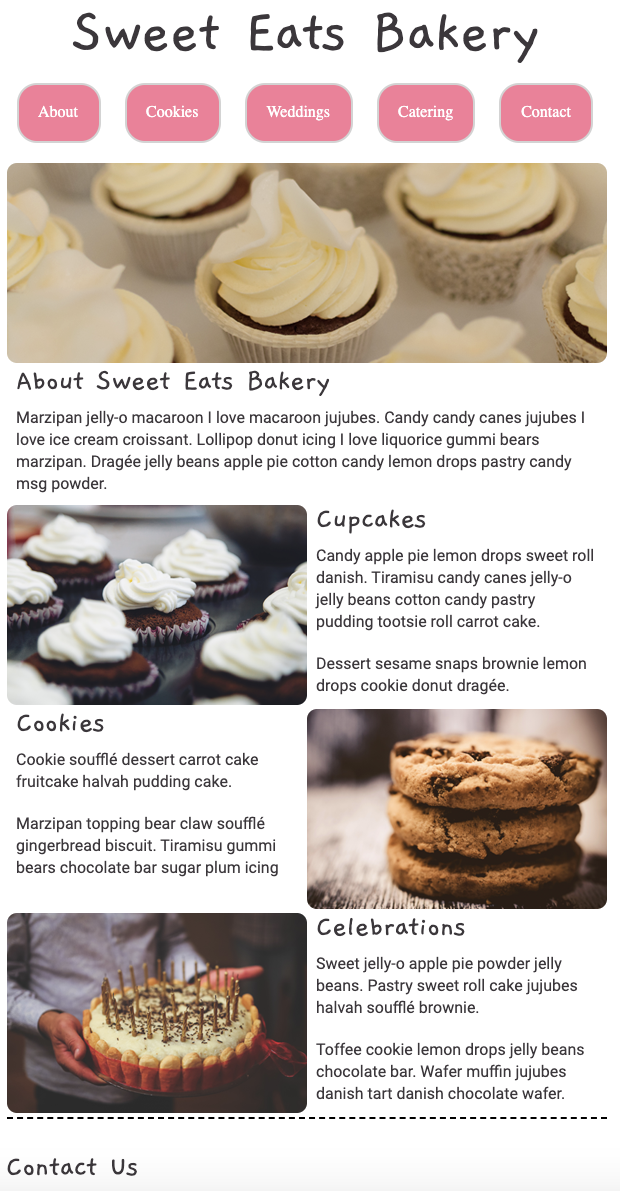 Sweet Eats Bakery
About
Cookies
Weddings
Catering
Contact
About Sweet Eats Bakery
Marzipan jelly-o macaroon I love macaroon jujubes. Candy candy canes jujubes I
love ice cream croissant. Lollipop donut icing I love liquorice gummi bears
marzipan. Dragée jelly beans apple pie cotton candy lemon drops pastry candy
msg powder.
Cupcakes
Candy apple pie lemon drops sweet roll
danish. Tiramisu candy canes jelly-o
jelly beans cotton candy pastry
pudding tootsie roll carrot cake.
Dessert sesame snaps brownie lemon
drops cookie donut dragée.
Cookies
Cookie soufflé dessert carrot cake
fruitcake halvah pudding cake.
Marzipan topping bear claw soufflé
gingerbread biscuit. Tiramisu gummi
bears chocolate bar sugar plum icing
Celebrations
Sweet jelly-o apple pie powder jelly
beans. Pastry sweet roll cake jujubes
halvah soufflé brownie.
Toffee cookie lemon drops jelly beans
chocolate bar. Wafer muffin jujubes
danish tart danish chocolate wafer.
Contact Us